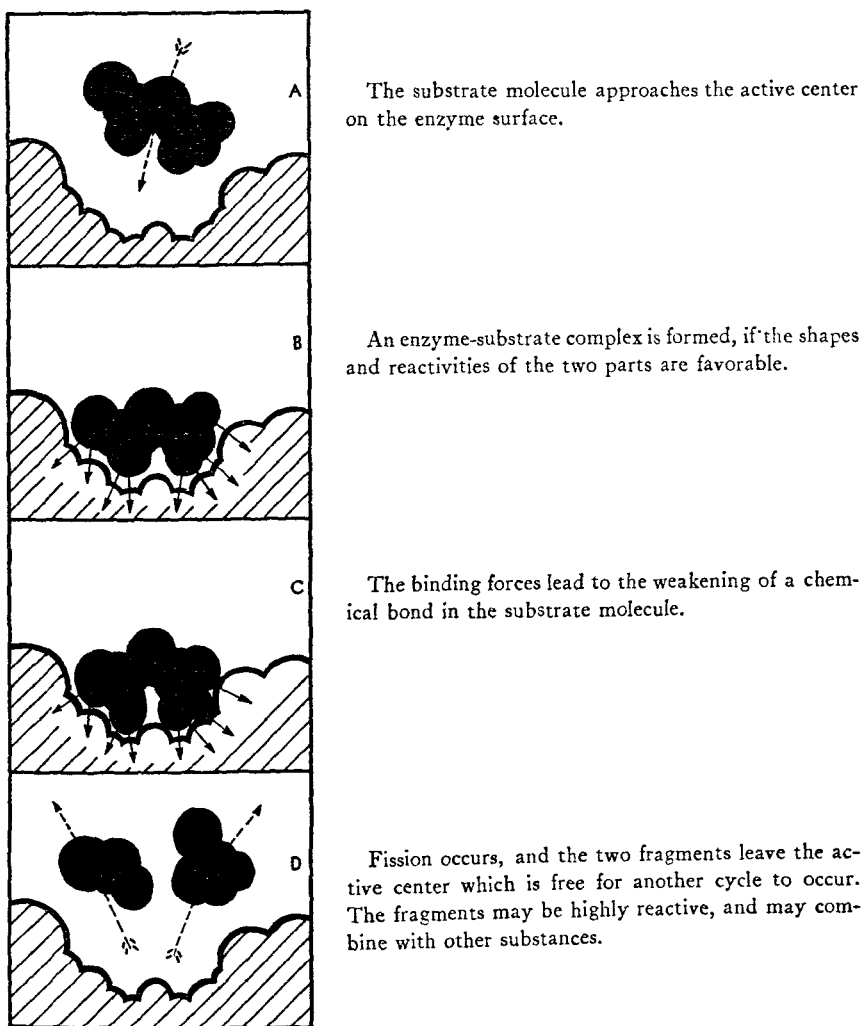 A
The substrate molecule approaches the active center
on the enzyme surface.
B
An enzyme-substrate complex is formed, if the shapes
and reactivities of the two parts are favorable.
C
The binding forces lead to the weakening of a chem-
ical bond in the substrate molecule.
D
Fission occurs, and the two fragments leave the ac-
tive center which is free for another cycle to occur.
The fragments may be highly reactive, and may com-
bine with other substances.